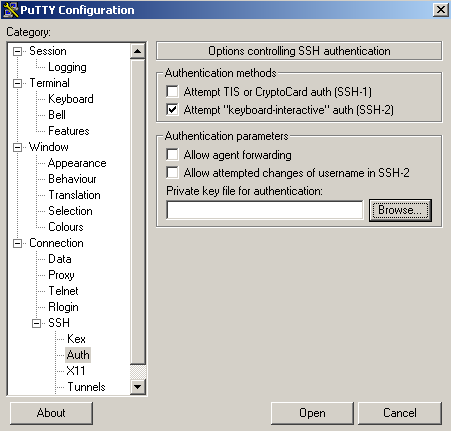 PuTTY Configuration
Category:
Session
Logging
Terminal
Keyboard
Bell
Features
Window
Appearance
Behaviour
Translation
Selection
Colours
Connection
Data
Proxy
Telnet
Rlogin
SSH
Kex
Auth
X11
Tunnels
Options controlling SSH authentication
Authentication methods
Attempt TIS or CryptoCard auth (SSH-1)
Attempt "keyboard-interactive" auth (SSH-2)
Authentication parameters
Allow agent forwarding
Allow attempted changes of username in SSH-2
Private key file for authentication:
Browse...
About
Open
Cancel